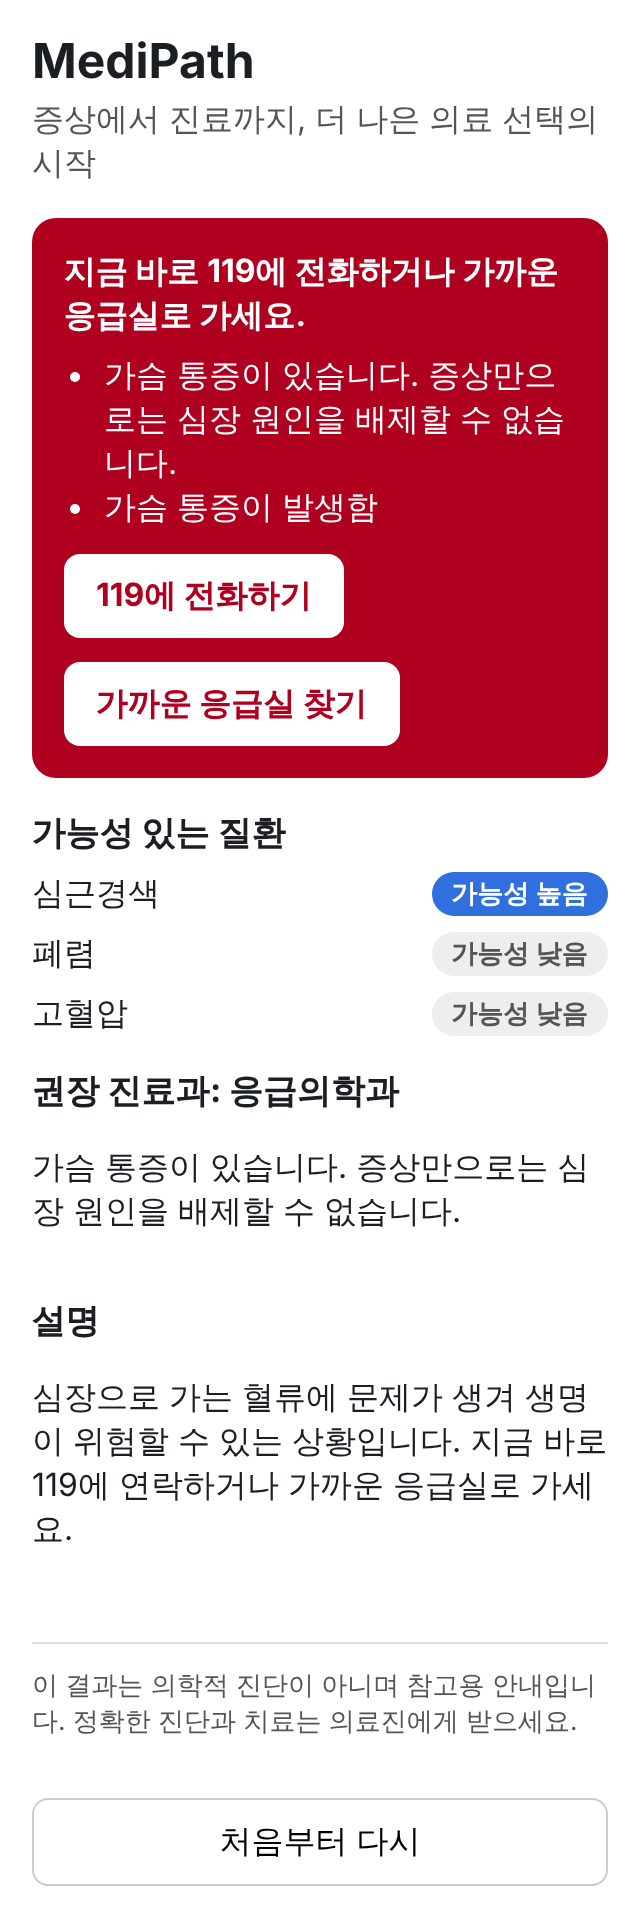 MediPath
증상에서 진료까지, 더 나은 의료 선택의
시작
지금 바로 119에 전화하거나 가까운
응급실로 가세요.
• 가슴 통증이 있습니다. 증상만으
로는 심장 원인을 배제할 수 없습
니다.
• 가슴 통증이 발생함
119에 전화하기
가까운 응급실 찾기
가능성 있는 질환
심근경색 가능성 높음
폐렴 가능성 낮음
고혈압 가능성 낮음
권장 진료과: 응급의학과
가슴 통증이 있습니다. 증상만으로는 심
장 원인을 배제할 수 없습니다.
설명
심장으로 가는 혈류에 문제가 생겨 생명
이 위험할 수 있는 상황입니다. 지금 바로
119에 연락하거나 가까운 응급실로 가세
요.
이 결과는 의학적 진단이 아니며 참고용 안내입니
다. 정확한 진단과 치료는 의료진에게 받으세요.
처음부터 다시